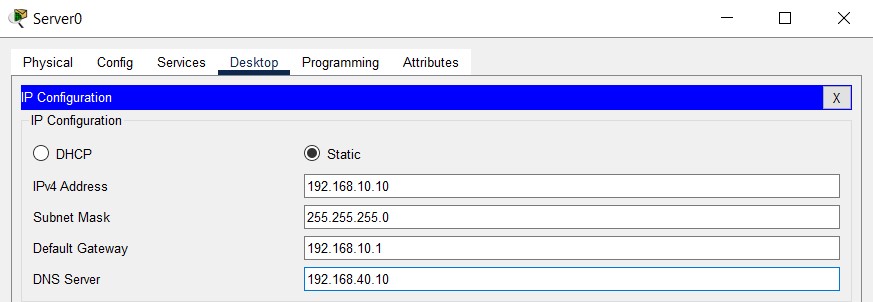 Server0
Physical Config Services Desktop Programming Attributes
IP Configuration X
IP Configuration
DHCP Static
IPv4 Address 192.168.10.10
Subnet Mask 255.255.255.0
Default Gateway 192.168.10.1
DNS Server 192.168.40.10